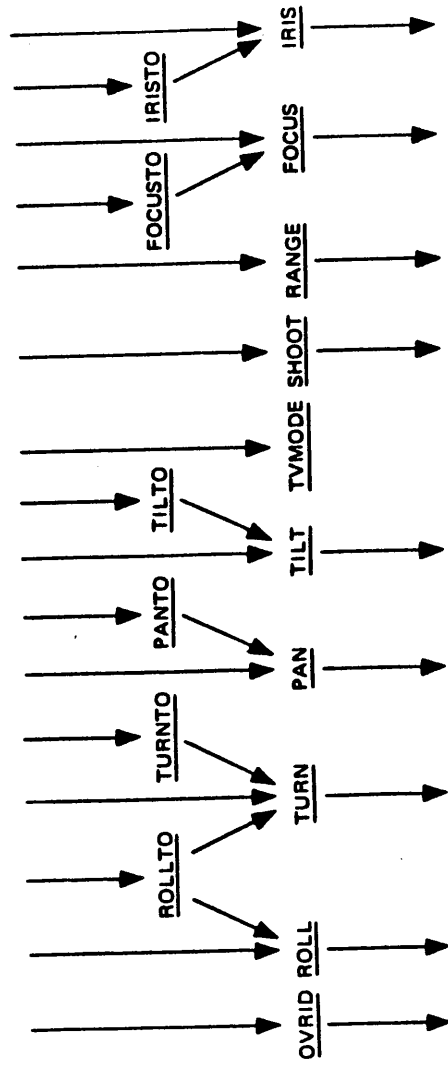 IRISTO
IRIS
FOCUSTO
FOCUS
RANGE
SHOOT
TVMODE
TILTO
TILT
PANTO
PAN
TURNTO
TURN
ROLLTO
ROLL
OVRID